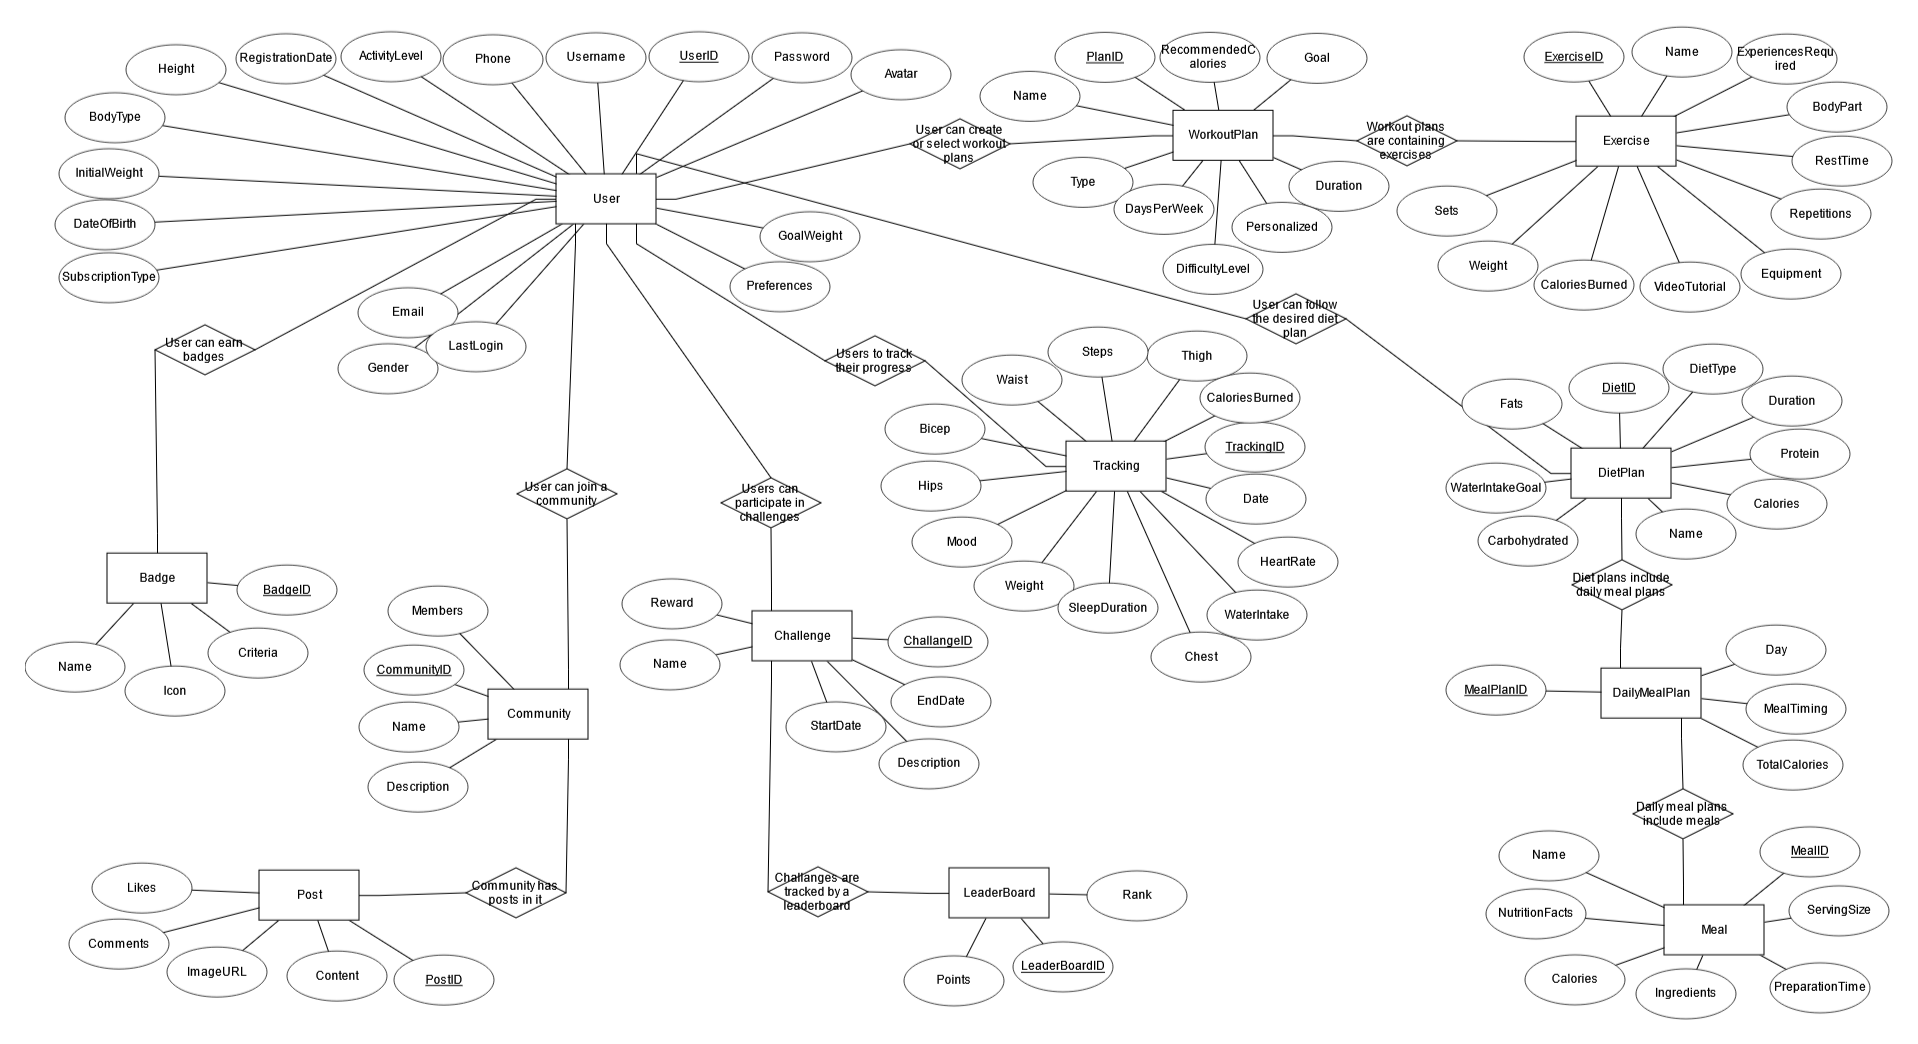 Height
RegistrationDate
ActivityLevel
Phone
Username
UserID
Password
Avatar
BodyType
InitialWeight
DateOfBirth
SubscriptionType
User
GoalWeight
Preferences
Email
Gender
LastLogin
User can create
or select workout
plans
PlanID
RecommendedC
alories
Goal
Name
WorkoutPlan
Type
DaysPerWeek
DifficultyLevel
Personalized
Duration
Workout plans
are containing
exercises
ExerciseID
Name
ExperiencesRequ
ired
BodyPart
Exercise
RestTime
Repetitions
Sets
Weight
CaloriesBurned
VideoTutorial
Equipment
User can earn
badges
Users to track
their progress
User can follow
the desired diet
plan
Steps
Thigh
Waist
CaloriesBurned
Bicep
TrackingID
Tracking
Hips
Date
Mood
HeartRate
Weight
SleepDuration
WaterIntake
Chest
DietID
DietType
Fats
Duration
Protein
DietPlan
WaterIntakeGoal
Calories
Carbohydrated
Name
User can join a
community
Users can
participate in
challenges
Diet plans include
daily meal plans
Badge
BadgeID
Name
Icon
Criteria
Members
CommunityID
Name
Community
Description
Reward
Challenge
ChallangeID
Name
EndDate
StartDate
Description
Day
MealPlanID
DailyMealPlan
MealTiming
TotalCalories
Daily meal plans
include meals
Likes
Post
Community has
posts in it
Comments
ImageURL
Content
PostID
Challanges are
tracked by a
leaderboard
LeaderBoard
Rank
Points
LeaderBoardID
Name
MealID
NutritionFacts
ServingSize
Meal
Calories
Ingredients
PreparationTime